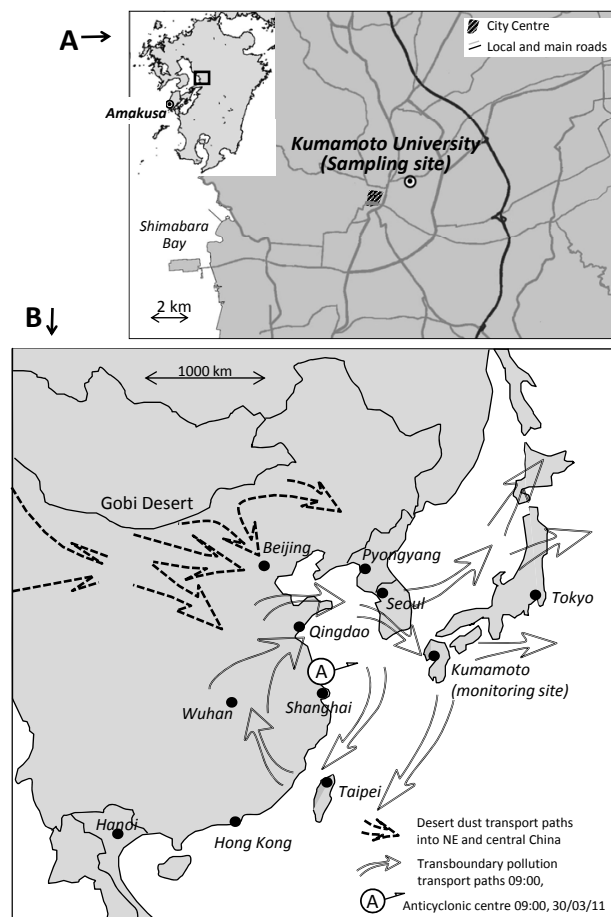 A
City Centre
Local and main roads
Amakusa
Kumamoto University
(Sampling site)
Shimabara
Bay
2 km
B
1000 km
Gobi Desert
Beijing
Pyongyang
Seoul
Tokyo
Qingdao
Kumamoto
(monitoring site)
A
Wuhan
Shanghai
Taipei
Hanoi
Hong Kong
Desert dust transport paths
into NE and central China
Transboundary pollution
transport paths 09:00,
A
Anticyclonic centre 09:00, 30/03/11